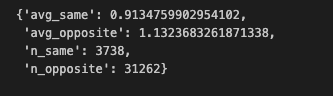 {'avg_same': 0.9134759902954102,
'avg_opposite': 1.1323683261871338,
'n_same': 3738,
'n_opposite': 31262}